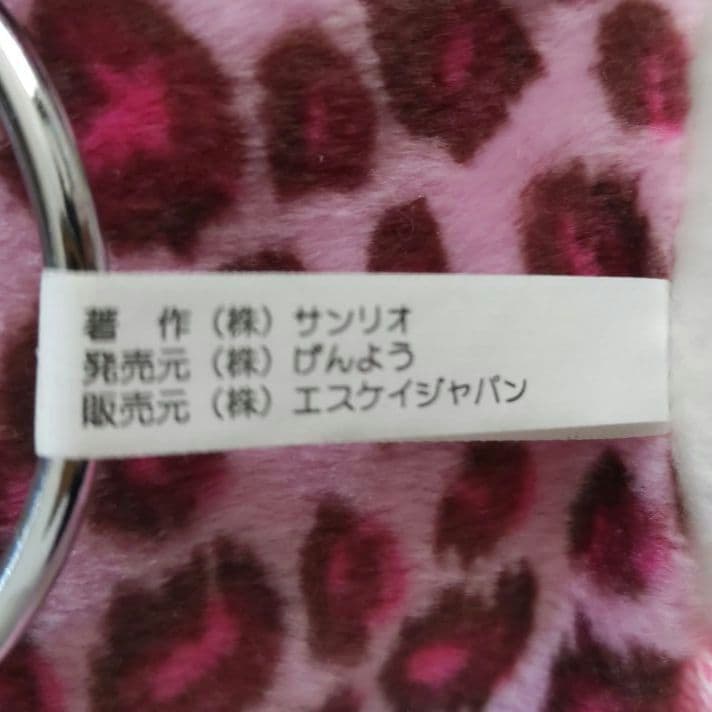 著　作（株）サンリオ
発売元（株）げんよう
販売元（株）エスケイジャパン